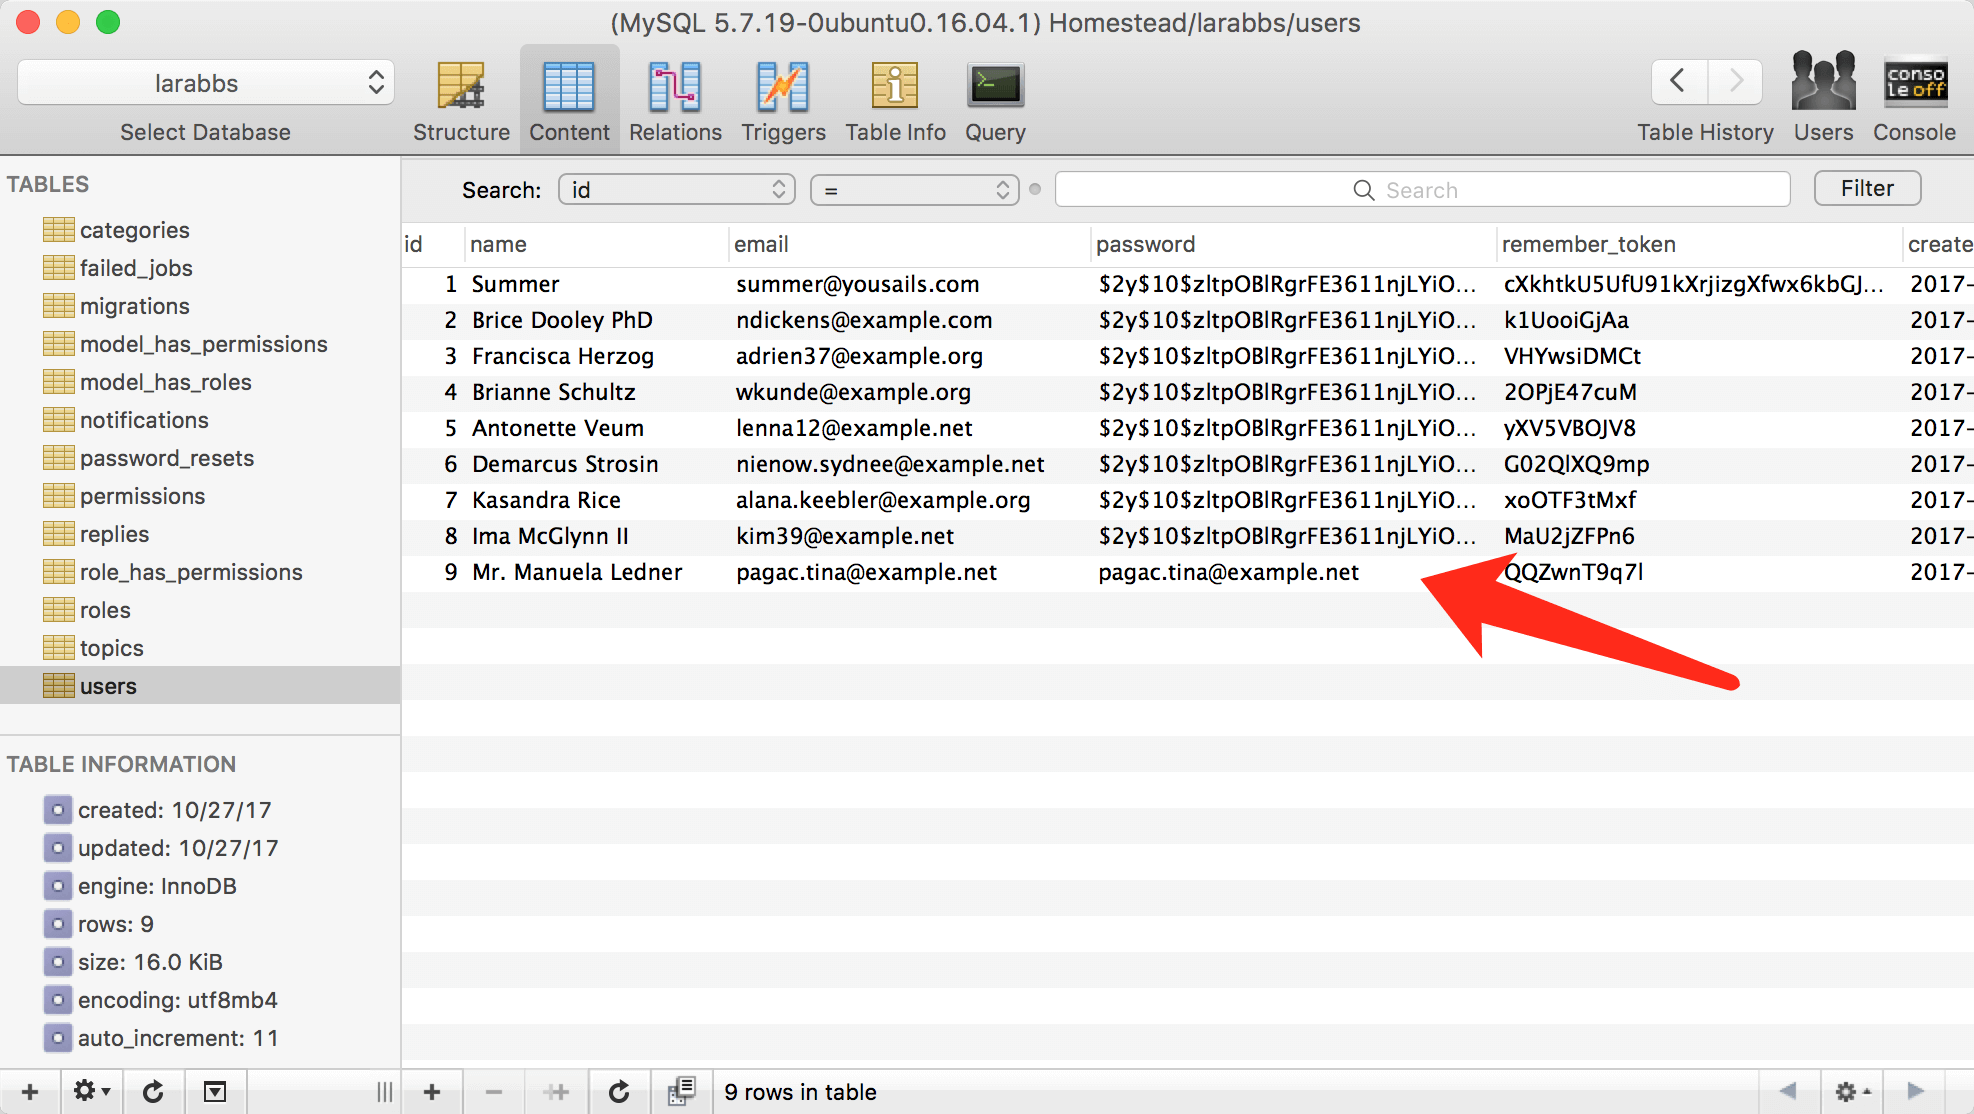 (MySQL 5.7.19-0ubuntu0.16.04.1) Homestead/larabbs/users
larabbs
Select Database
Structure
Content
Relations
Triggers
Table Info
Query
Table History
Users
conso
le off
Console
TABLES
categories
failed_jobs
migrations
model_has_permissions
model_has_roles
notifications
password_resets
permissions
replies
role_has_permissions
roles
topics
users
TABLE INFORMATION
created: 10/27/17
updated: 10/27/17
engine: InnoDB
rows: 9
size: 16.0 KiB
encoding: utf8mb4
auto_increment: 11
Search: id = Search Filter
id name email password remember_token create
1 Summer summer@yousails.com $2y$10$zltpOBlRgrFE3611njLYiO... cXkhtkU5UfU91kXrjizgXfwx6kbGJ... 2017-
2 Brice Dooley PhD ndickens@example.com $2y$10$zltpOBlRgrFE3611njLYiO... k1UooiGjAa 2017-
3 Francisca Herzog adrien37@example.org $2y$10$zltpOBlRgrFE3611njLYiO... VHYwsiDMCt 2017-
4 Brianne Schultz wkunde@example.org $2y$10$zltpOBlRgrFE3611njLYiO... 2OPjE47cuM 2017-
5 Antonette Veum lenna12@example.net $2y$10$zltpOBlRgrFE3611njLYiO... yXV5VBOJV8 2017-
6 Demarcus Strosin nienow.sydnee@example.net $2y$10$zltpOBlRgrFE3611njLYiO... G02QlXQ9mp 2017-
7 Kasandra Rice alana.keebler@example.org $2y$10$zltpOBlRgrFE3611njLYiO... xoOTF3tMxf 2017-
8 Ima McGlynn II kim39@example.net $2y$10$zltpOBlRgrFE3611njLYiO... MaU2jZFPn6 2017-
9 Mr. Manuela Ledner pagac.tina@example.net pagac.tina@example.net QQZwnT9q7l 2017-
9 rows in table